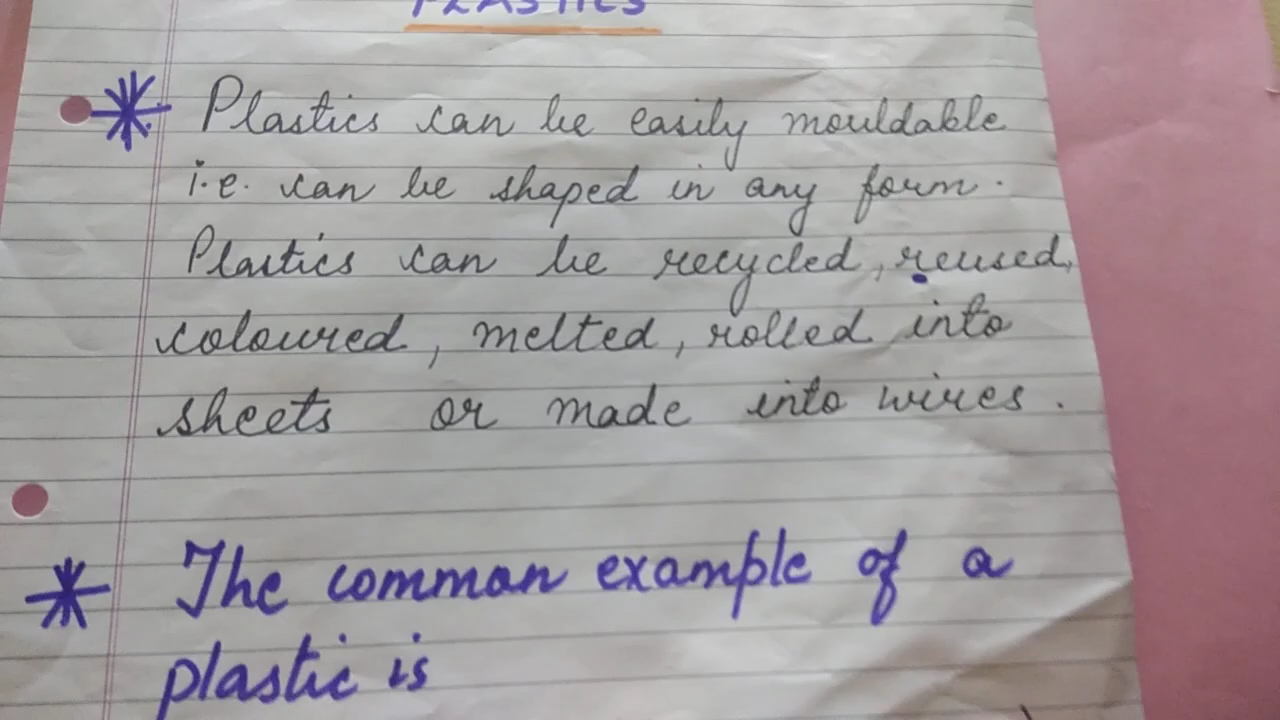 PLASTICS
Plastics can be easily mouldable
i.e. can be shaped in any form.
Plastics can be recycled, reused,
coloured, melted, rolled into
sheets or made into wires.
The common example of a
plastic is